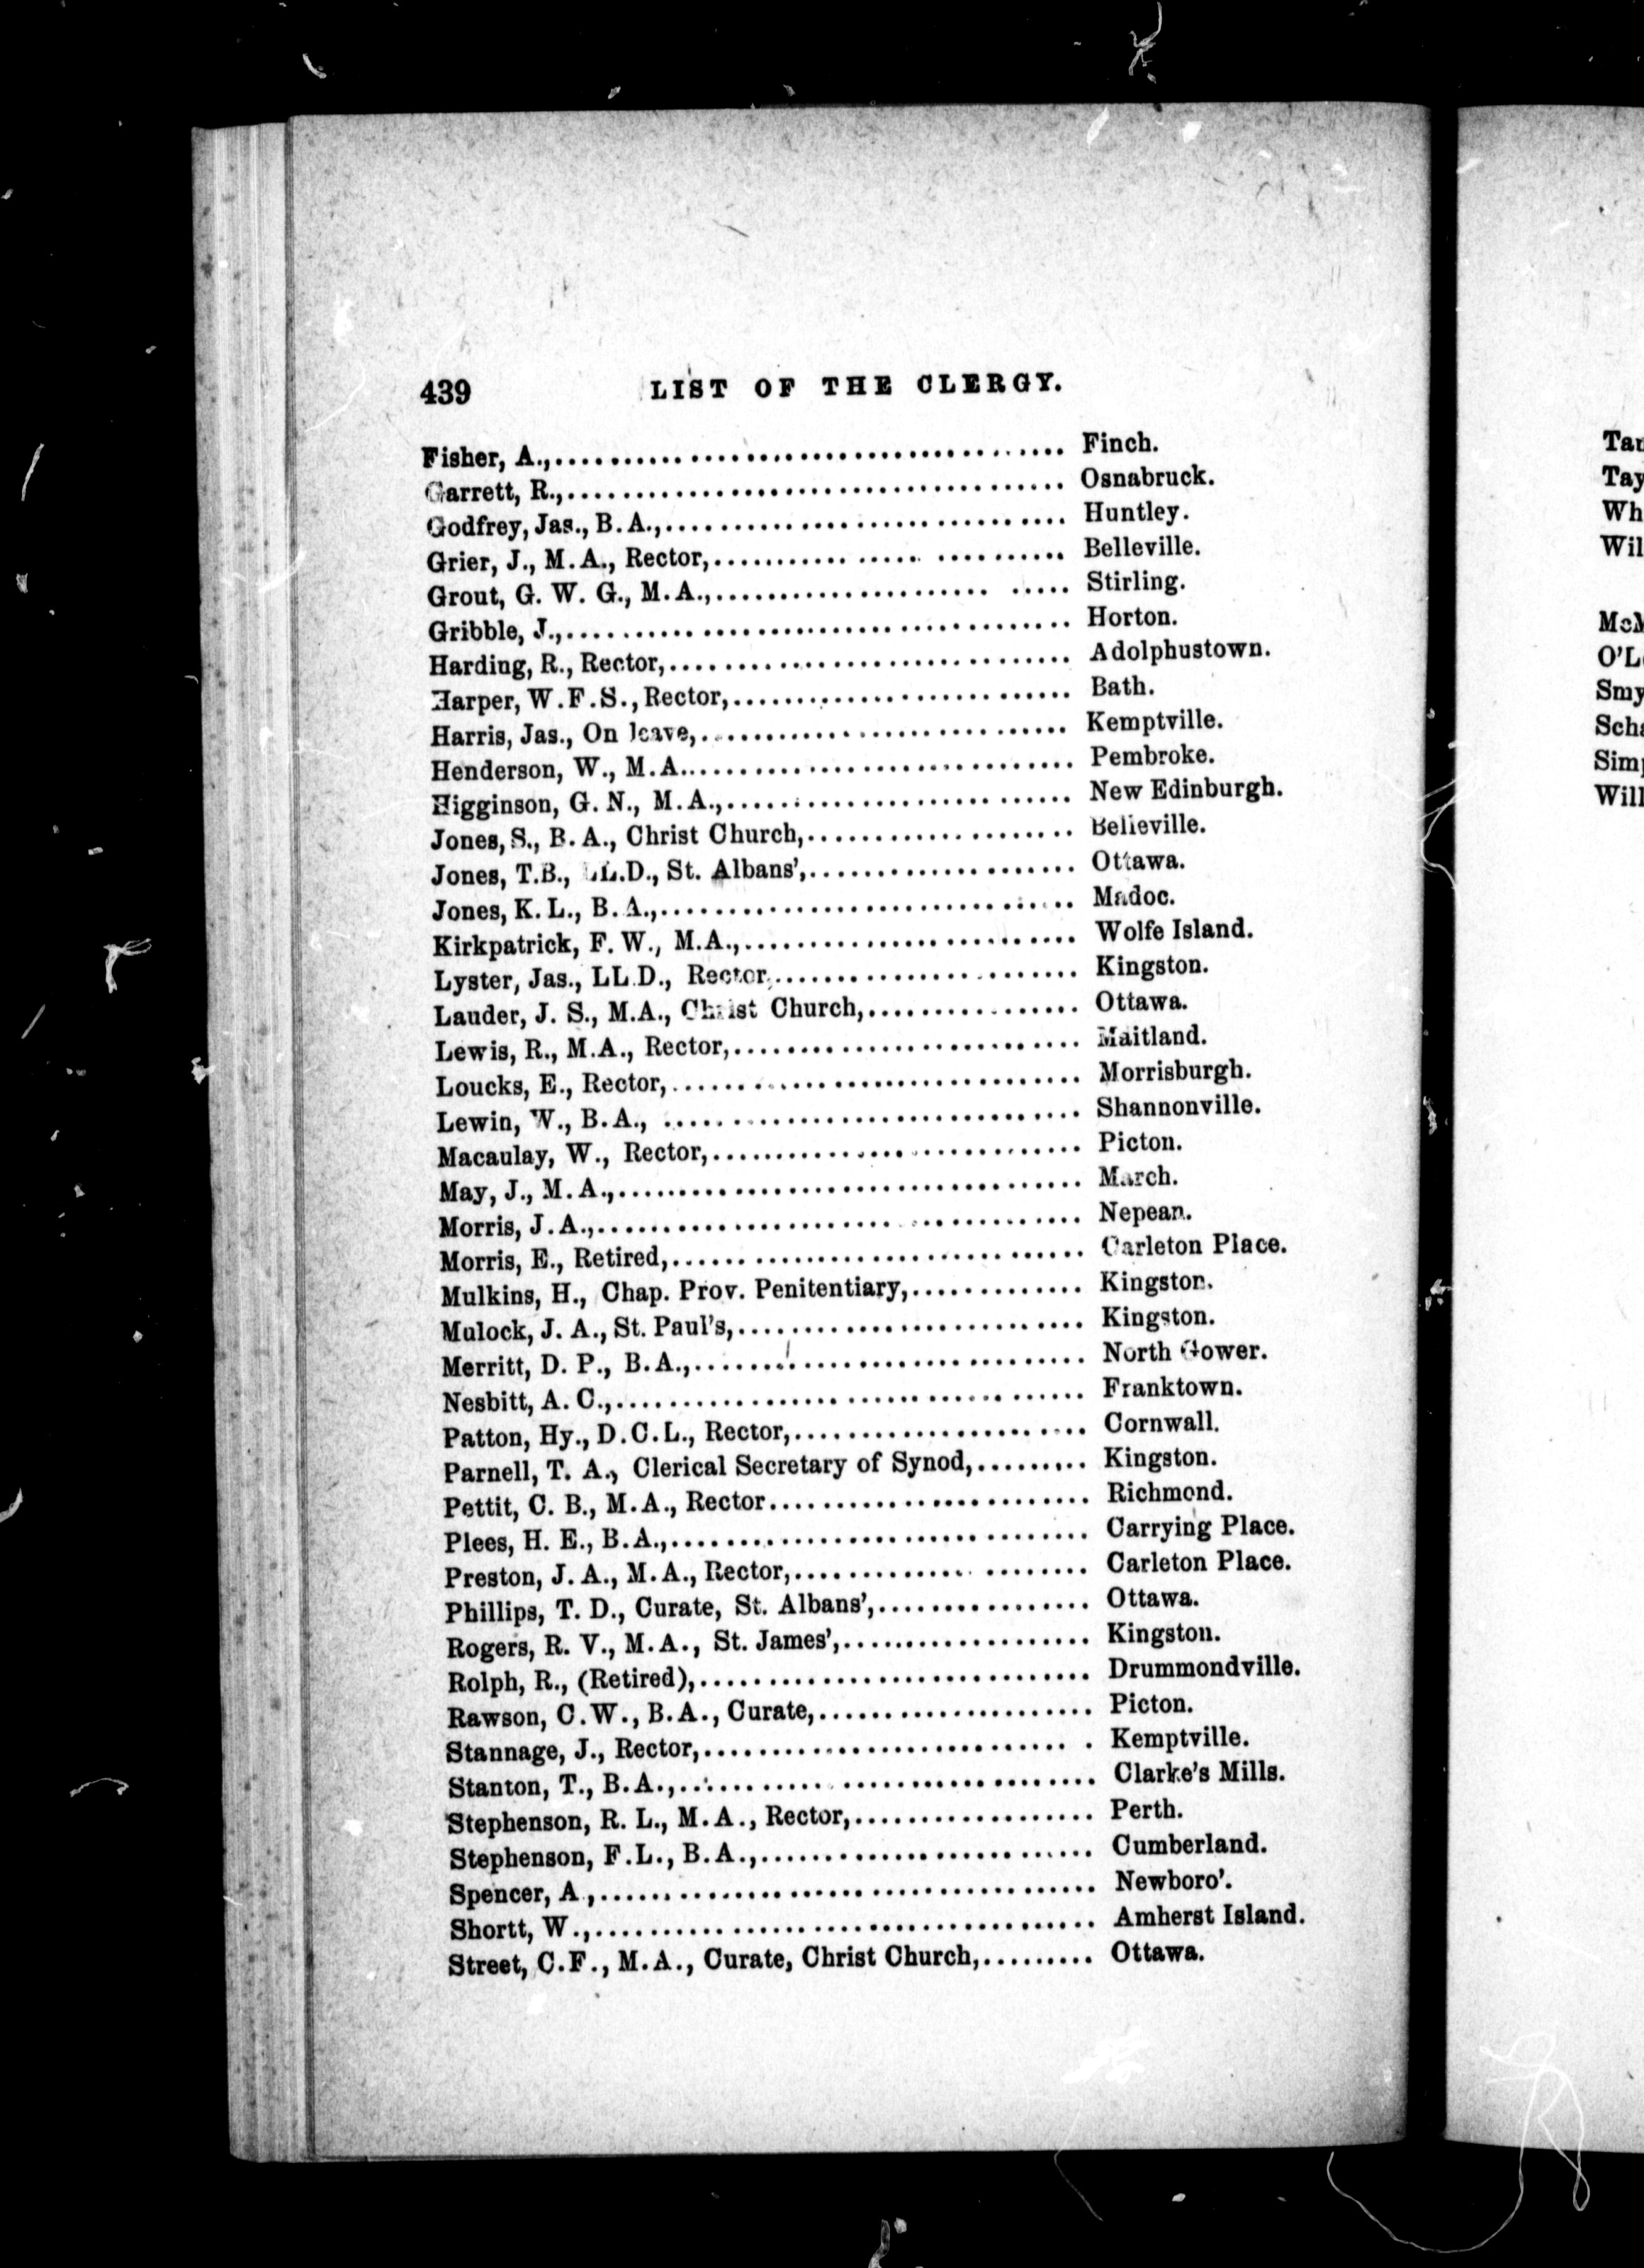 439 LIST OF THE CLERGY.
Fisher, A.,........................................ Finch.
Garrett, R.,........................................ Osnabruck.
Godfrey, Jas., B.A.,................................ Huntley.
Grier, J., M.A., Rector,............................ Belleville.
Grout, G. W. G., M.A.,.......................... Stirling.
Gribble, J.,........................................ Horton.
Harding, R., Rector,................................ Adolphustown.
Harper, W.F.S., Rector,............................ Bath.
Harris, Jas., On leave,............................. Kemptville.
Henderson, W., M.A................................ Pembroke.
Higginson, G. N., M.A.,............................ New Edinburgh.
Jones, S., B.A., Christ Church,..................... Belleville.
Jones, T.B., LL.D., St. Albans',..................... Ottawa.
Jones, K. L., B.A.,................................. Madoc.
Kirkpatrick, F. W., M.A.,.......................... Wolfe Island.
Lyster, Jas., LL.D., Rector,........................ Kingston.
Lauder, J. S., M.A., Christ Church,................. Ottawa.
Lewis, R., M.A., Rector,............................ Maitland.
Loucks, E., Rector,................................. Morrisburgh.
Lewin, W., B.A., .................................. Shannonville.
Macaulay, W., Rector,.............................. Picton.
May, J., M.A.,..................................... March.
Morris, J.A.,....................................... Nepean.
Morris, E., Retired,................................. Carleton Place.
Mulkins, H., Chap. Prov. Penitentiary,.............. Kingston.
Mulock, J. A., St. Paul's,............................ Kingston.
Merritt, D. P., B.A.,................................ North Gower.
Nesbitt, A. C.,...................................... Franktown.
Patton, Hy., D.C.L., Rector,........................ Cornwall.
Parnell, T. A., Clerical Secretary of Synod,......... Kingston.
Pettit, C. B., M.A., Rector......................... Richmond.
Plees, H. E., B.A.,.................................. Carrying Place.
Preston, J. A., M.A., Rector,....................... Carleton Place.
Phillips, T. D., Curate, St. Albans',................ Ottawa.
Rogers, R. V., M.A., St. James',.................... Kingston.
Rolph, R., (Retired),................................ Drummondville.
Rawson, C.W., B.A., Curate,...................... Picton.
Stannage, J., Rector,............................... Kemptville.
Stanton, T., B.A.,................................. Clarke's Mills.
Stephenson, R. L., M.A., Rector,................... Perth.
Stephenson, F.L., B.A.,........................... Cumberland.
Spencer, A.,....................................... Newboro'.
Shortt, W.,........................................ Amherst Island.
Street, C.F., M.A., Curate, Christ Church,......... Ottawa.
Tay
Wh
Wil
O'L
Smy
Will